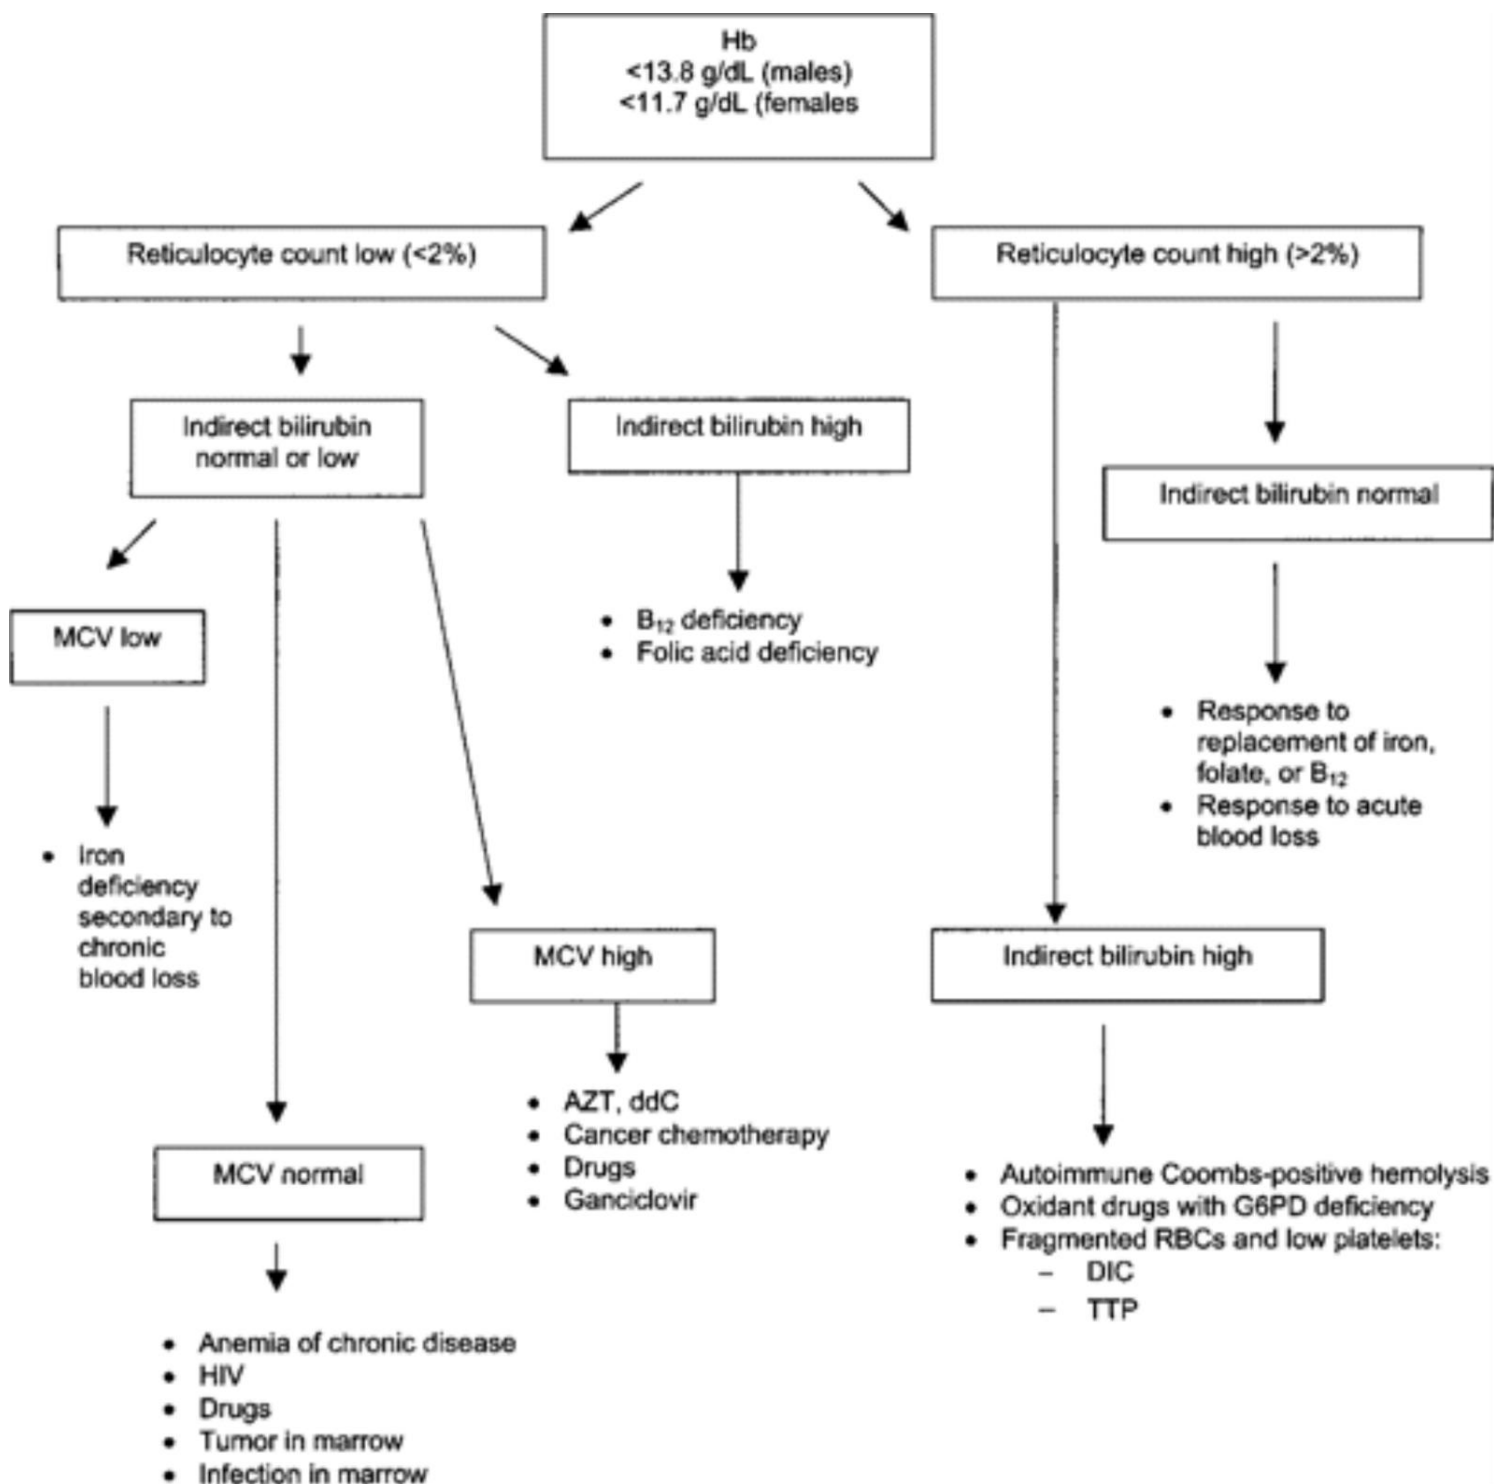 Hb
<13.8 g/dL (males)
<11.7 g/dL (females
Reticulocyte count low (<2%)
Reticulocyte count high (>2%)
Indirect bilirubin
normal or low
Indirect bilirubin high
Indirect bilirubin normal
MCV low
• B₁₂ deficiency
• Folic acid deficiency
• Response to
replacement of iron,
folate, or B₁₂
• Response to acute
blood loss
• Iron
deficiency
secondary to
chronic
blood loss
MCV high
Indirect bilirubin high
• AZT, ddC
• Cancer chemotherapy
• Drugs
• Ganciclovir
MCV normal
• Autoimmune Coombs-positive hemolysis
• Oxidant drugs with G6PD deficiency
• Fragmented RBCs and low platelets:
– DIC
– TTP
• Anemia of chronic disease
• HIV
• Drugs
• Tumor in marrow
• Infection in marrow